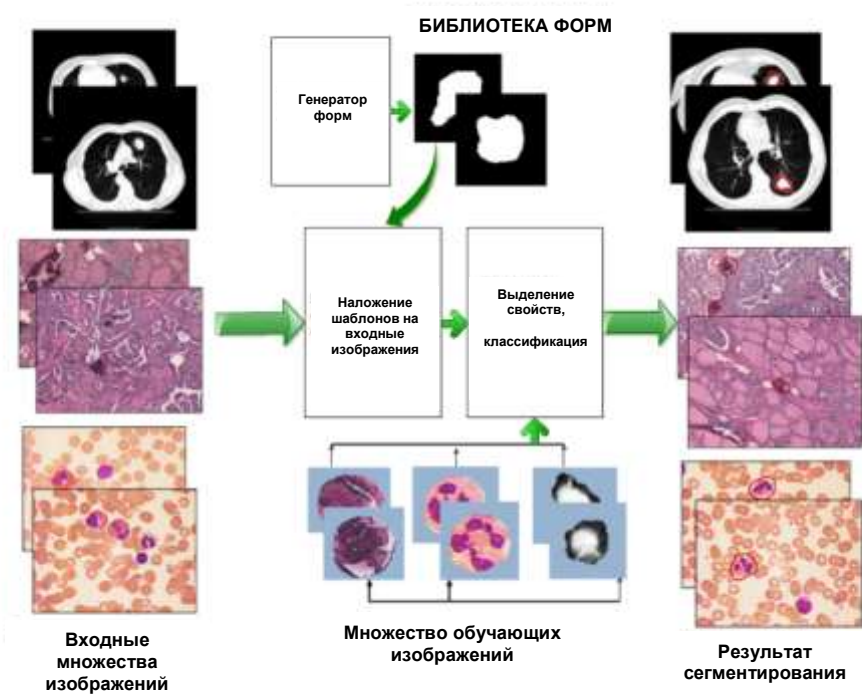 БИБЛИОТЕКА ФОРМ
Генератор
форм
Наложение
шаблонов на
входные
изображения
Выделение
свойств,
классификация
Входные
множества
изображений
Множество обучающих
изображений
Результат
сегментирования